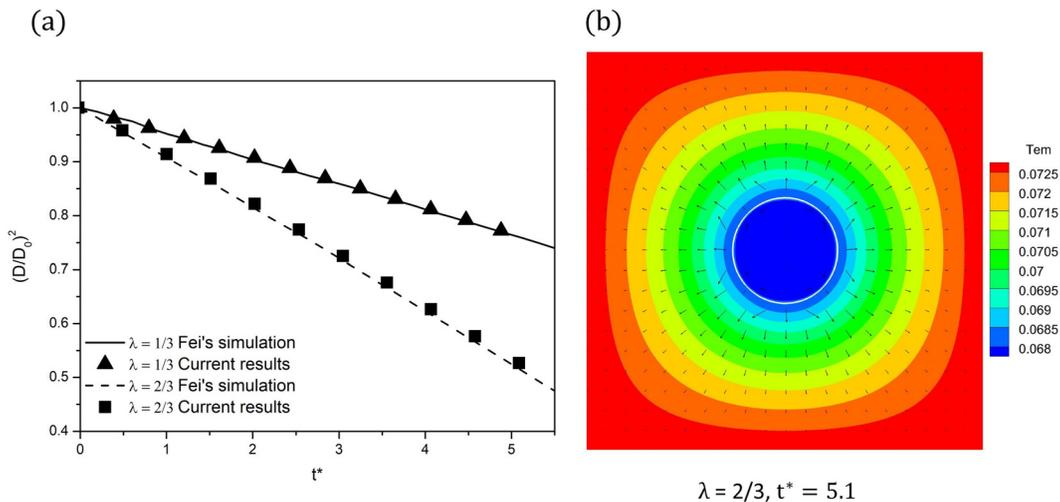 (a)
(D/D0)2
1.0
0.9
0.8
0.7
0.6
0.5
0.4
λ = 1/3 Fei's simulation
λ = 1/3 Current results
λ = 2/3 Fei's simulation
λ = 2/3 Current results
0 1 2 3 4 5
t*
(b)
Tem
0.0725
0.072
0.0715
0.071
0.0705
0.07
0.0695
0.069
0.0685
0.068
λ = 2/3, t* = 5.1